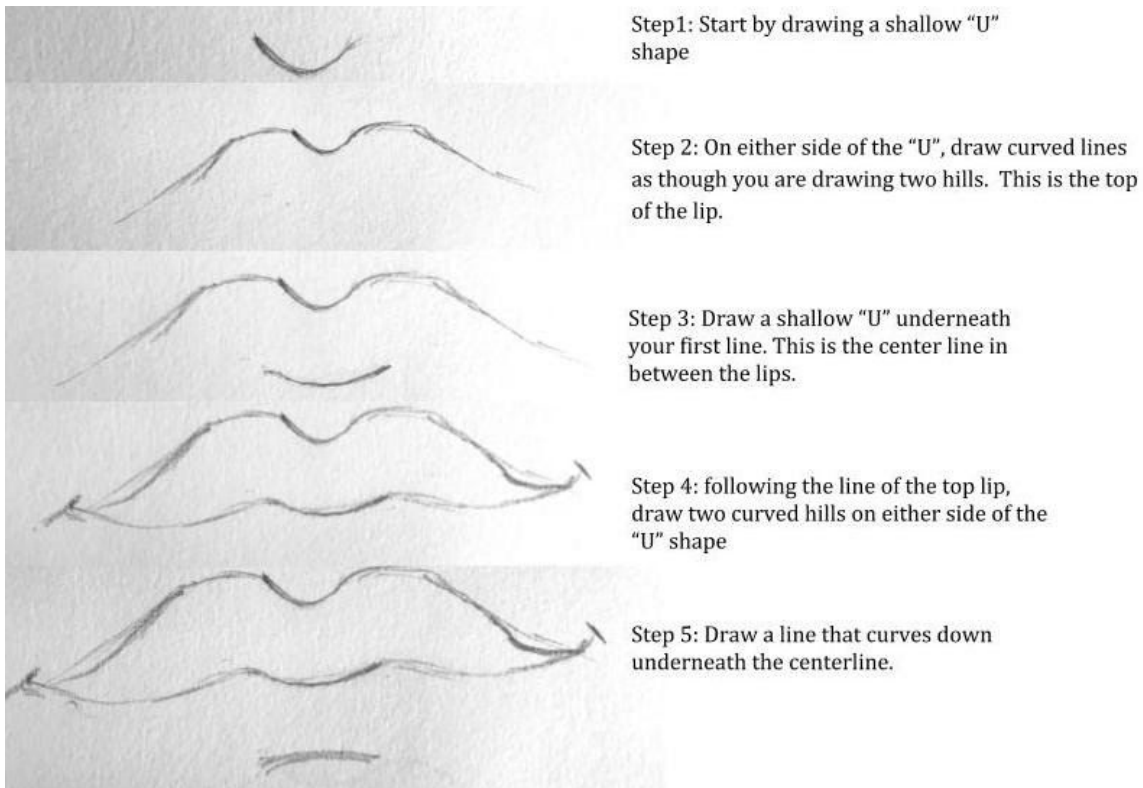 Step1: Start by drawing a shallow “U”
shape
Step 2: On either side of the “U”, draw curved lines
as though you are drawing two hills.  This is the top
of the lip.
Step 3: Draw a shallow “U” underneath
your first line. This is the center line in
between the lips.
Step 4: following the line of the top lip,
draw two curved hills on either side of the
“U” shape
Step 5: Draw a line that curves down
underneath the centerline.